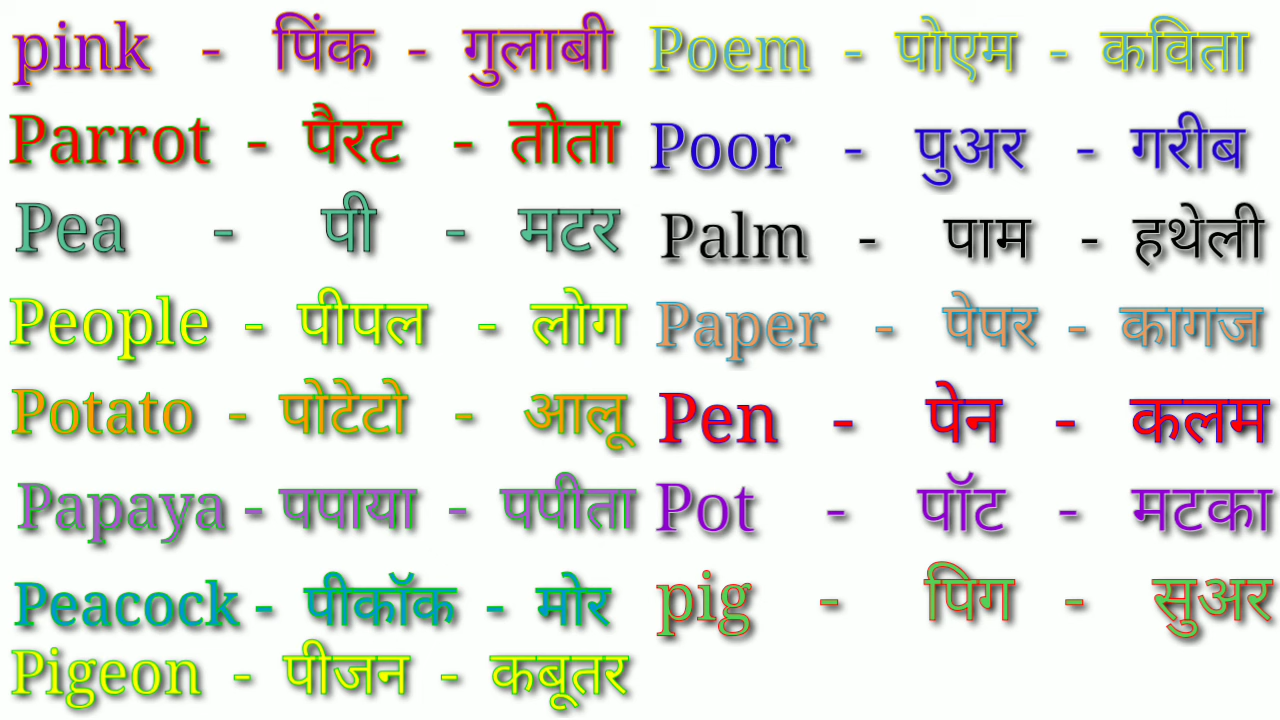 pink - पिंक - गुलाबी
Parrot - पैरट - तोता
Pea - पी - मटर
People - पीपल - लोग
Potato - पोटेटो - आलू
Papaya - पपाया - पपीता
Peacock - पीकॉक - मोर
Pigeon - पीजन - कबूतर
Poem - पोएम - कविता
Poor - पुअर - गरीब
Palm - पाम - हथेली
Paper - पेपर - कागज
Pen - पेन - कलम
Pot - पॉट - मटका
pig - पिग - सुअर